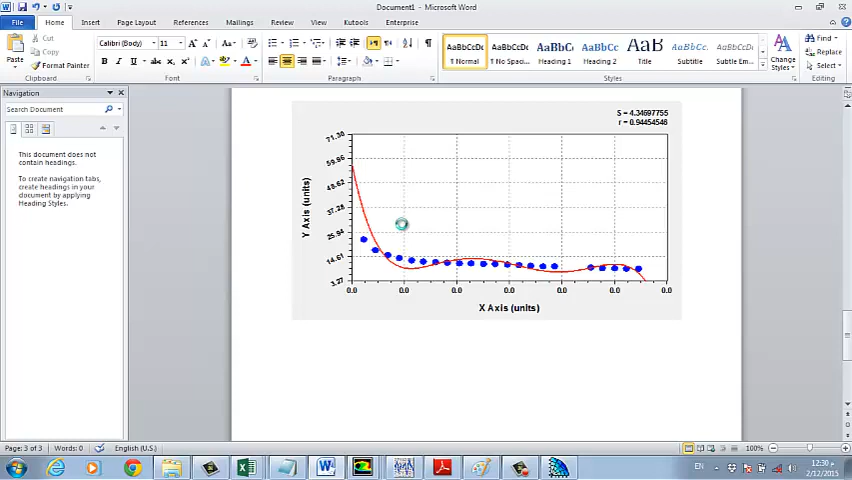 Document1 - Microsoft Word
File Home Insert Page Layout References Mailings Review View Kutools Enterprise
Cut
Copy
Format Painter
Paste
Calibri (Body) 11
AaBbCcDc AaBbCcDc AaBbC AaBbCc AaB AaBbCc. AaBbCcDc
¶ Normal ¶ No Spaci... Heading 1 Heading 2 Title Subtitle Subtle Em...
Change Styles
Find
Replace
Select
Clipboard Font Paragraph Styles Editing
Navigation
Search Document
This document does not contain headings.
To create navigation tabs, create headings in your document by applying Heading Styles.
S = 4.34697755
r = 0.94454546
71.30
59.96
48.62
37.28
25.94
14.61
3.27
Y Axis (units)
0.0 0.0 0.0 0.0 0.0 0.0 0.0
X Axis (units)
Page: 3 of 3 Words: 0 English (U.S.) 100%
EN 12:30 م
2/12/2015